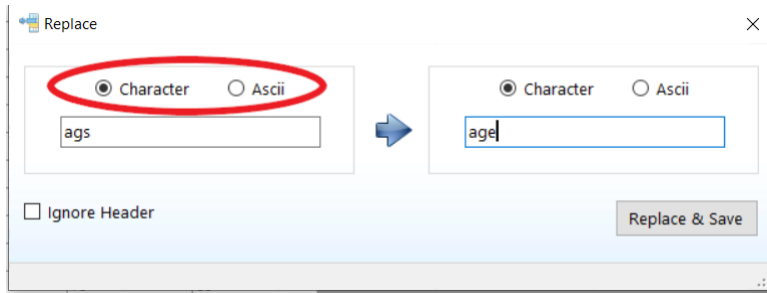 Replace
Character Ascii Character Ascii
ags age
Ignore Header
Replace & Save